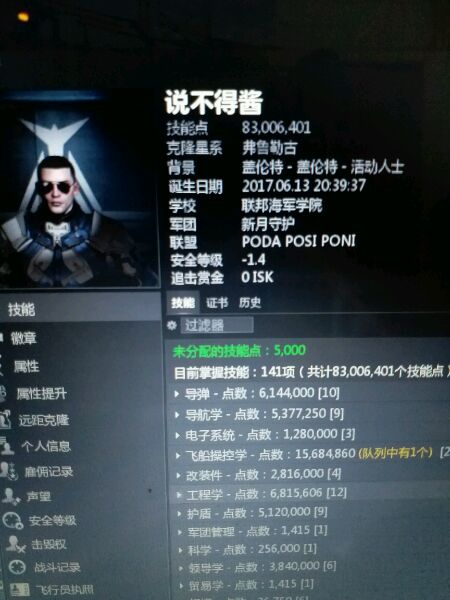 说不得酱
技能点 83,006,401
克隆星系 弗鲁勒古
背景 盖伦特 - 盖伦特 - 活动人士
诞生日期 2017.06.13 20:39:37
学校 联邦海军学院
军团 新月守护
联盟 PODA POSI PONI
安全等级 -1.4
追击赏金 0 ISK
技能 证书 历史
过滤器
未分配的技能点：5,000
目前掌握技能：141项（共计83,006,401个技能点）
导弹 - 点数：6,144,000 [10]
导航学 - 点数：5,377,250 [9]
电子系统 - 点数：1,280,000 [3]
飞船操控学 - 点数：15,684,860 (队列中有1个)
改装件 - 点数：2,816,000 [4]
工程学 - 点数：6,815,606 [12]
护盾 - 点数：5,120,000 [9]
军团管理 - 点数：1,415 [1]
科学 - 点数：256,000 [1]
领导学 - 点数：3,840,000 [6]
贸易学 - 点数：1,415 [1]
技能
徽章
属性
属性提升
远距克隆
个人信息
雇佣记录
声望
安全等级
击毁权
战斗记录
飞行员执照